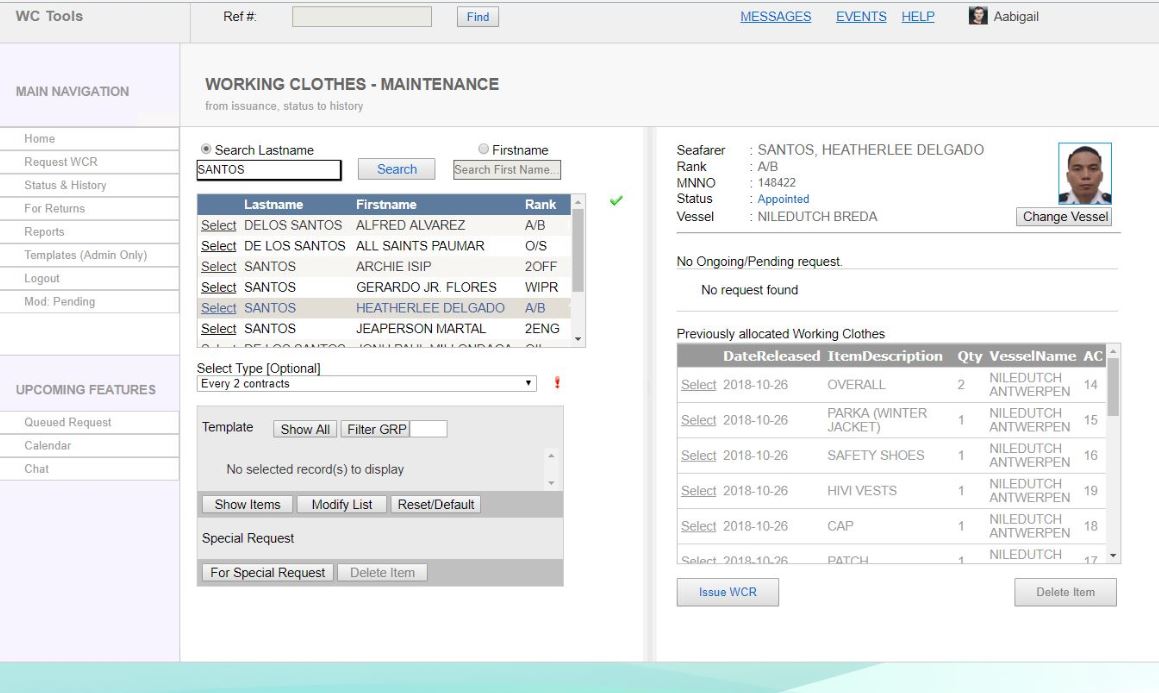 WC Tools
Ref #:
Find
MESSAGES EVENTS HELP Aabigail
MAIN NAVIGATION
Home
Request WCR
Status & History
For Returns
Reports
Templates (Admin Only)
Logout
Mod: Pending
UPCOMING FEATURES
Queued Request
Calendar
Chat
WORKING CLOTHES - MAINTENANCE
from issuance, status to history
Search Lastname Firstname
SANTOS Search Search First Name...
Lastname Firstname Rank
Select DELOS SANTOS ALFRED ALVAREZ A/B
Select DE LOS SANTOS ALL SAINTS PAUMAR O/S
Select SANTOS ARCHIE ISIP 2OFF
Select SANTOS GERARDO JR. FLORES WIPR
Select SANTOS HEATHERLEE DELGADO A/B
Select SANTOS JEAPERSON MARTAL 2ENG
Select Type [Optional]
Every 2 contracts
Template Show All Filter GRP
No selected record(s) to display
Show Items Modify List Reset/Default
Special Request
For Special Request Delete Item
Seafarer : SANTOS, HEATHERLEE DELGADO
Rank : A/B
MNNO : 148422
Status : Appointed
Vessel : NILEDUTCH BREDA
Change Vessel
No Ongoing/Pending request.
No request found
Previously allocated Working Clothes
DateReleased ItemDescription Qty VesselName AC
Select 2018-10-26 OVERALL 2 NILEDUTCH ANTWERPEN 14
Select 2018-10-26 PARKA (WINTER JACKET) 1 NILEDUTCH ANTWERPEN 15
Select 2018-10-26 SAFETY SHOES 1 NILEDUTCH ANTWERPEN 16
Select 2018-10-26 HIVI VESTS 1 NILEDUTCH ANTWERPEN 19
Select 2018-10-26 CAP 1 NILEDUTCH ANTWERPEN 18
Select 2018-10-26 PATCH 1 NILEDUTCH 17
Issue WCR Delete Item